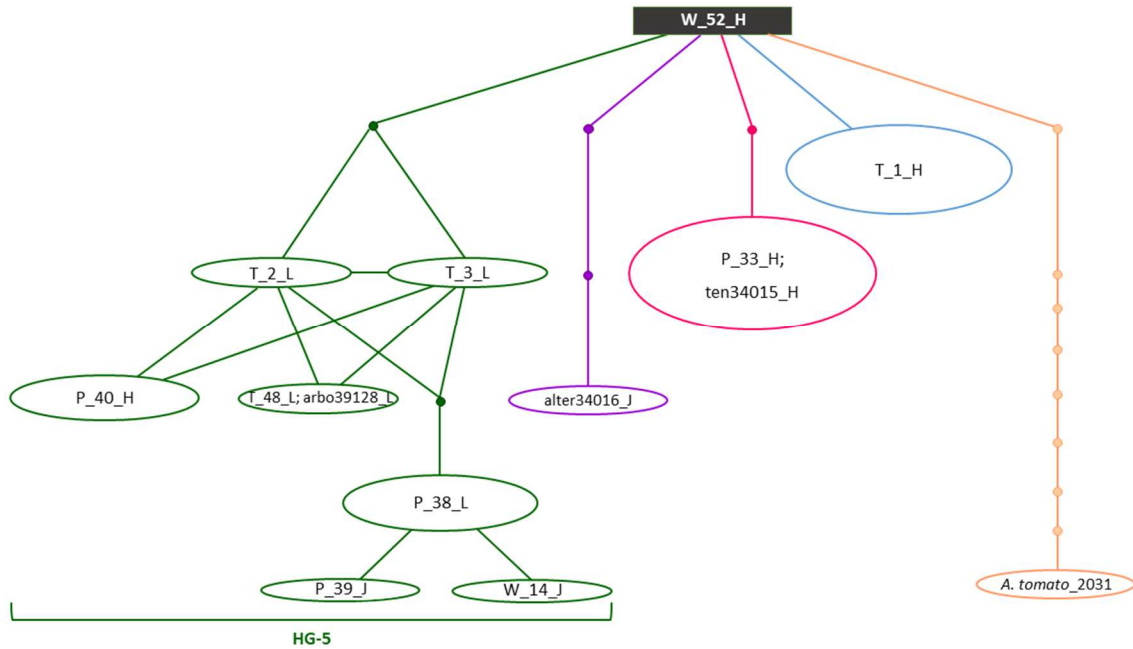 W_52_H
T_1_H
T_2_L
T_3_L
P_33_H;
ten34015_H
P_40_H
T_48_L; arbo39128_L
alter34016_J
P_38_L
P_39_J
W_14_J
A. tomato_2031
HG-5